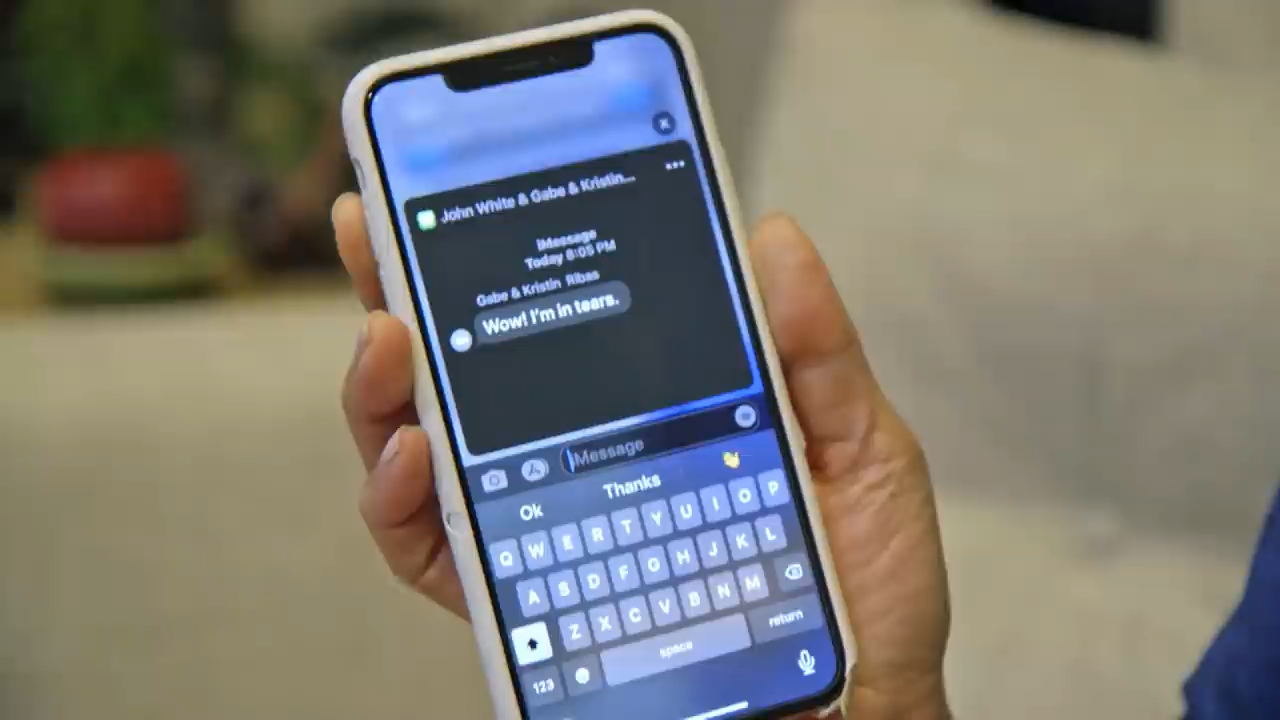 John White & Gabe & Kristin...
iMessage
Today 8:05 PM
Gabe & Kristin Ribas
Wow! I'm in tears.
iMessage
Ok Thanks
Q W E R T Y U I O P
A S D F G H J K L
Z X C V B N M
123 space return